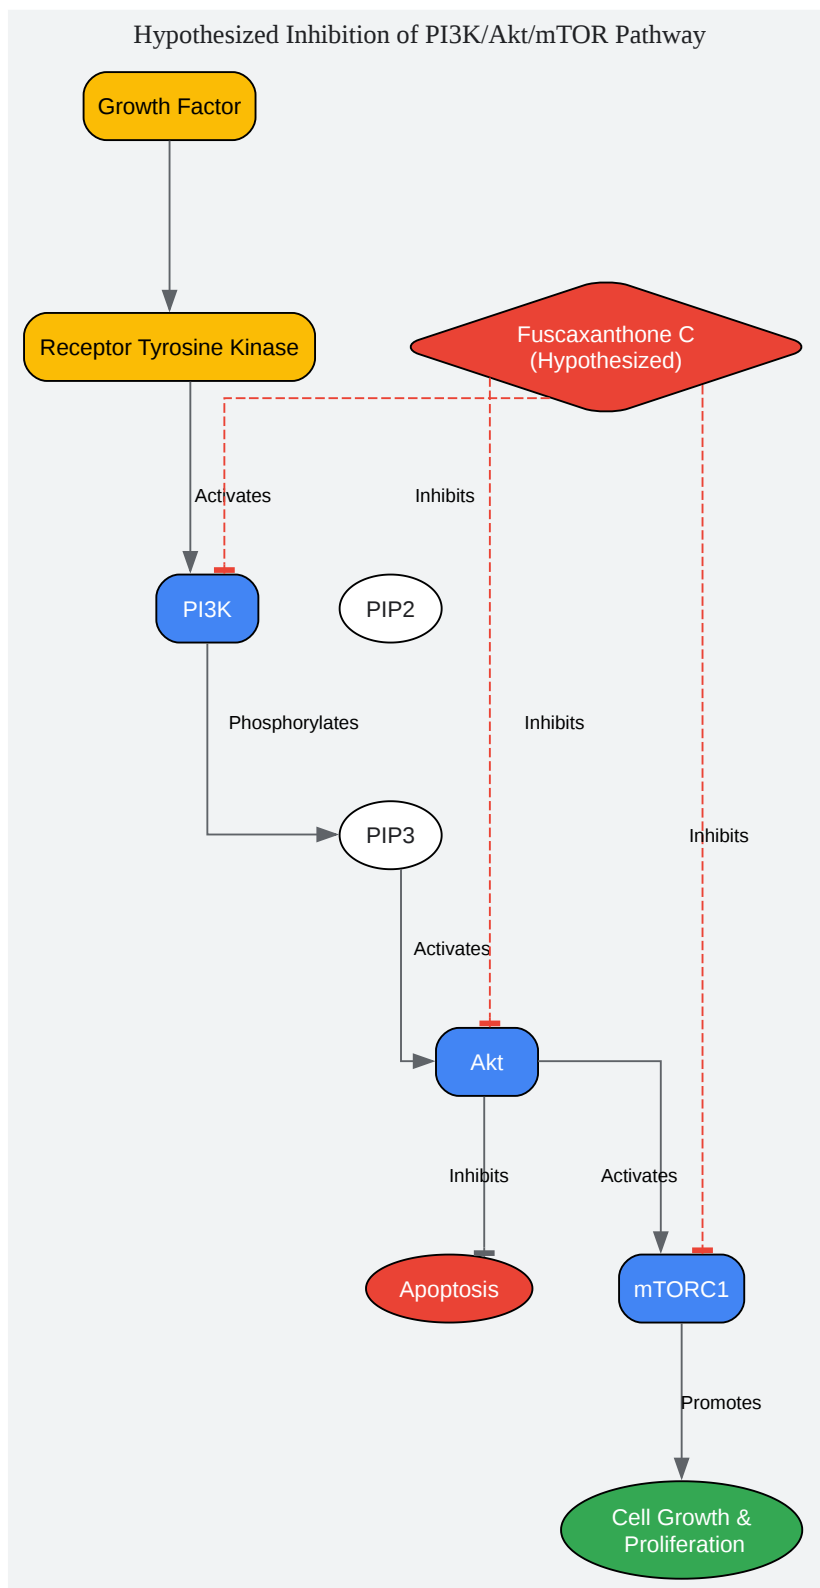 Hypothesized Inhibition of PI3K/Akt/mTOR Pathway
Growth Factor
Receptor Tyrosine Kinase
Fuscaxanthone C
(Hypothesized)
Activates
Inhibits
PI3K
PIP2
Phosphorylates
Inhibits
PIP3
Inhibits
Activates
Akt
Inhibits
Activates
Apoptosis
mTORC1
Promotes
Cell Growth &
Proliferation